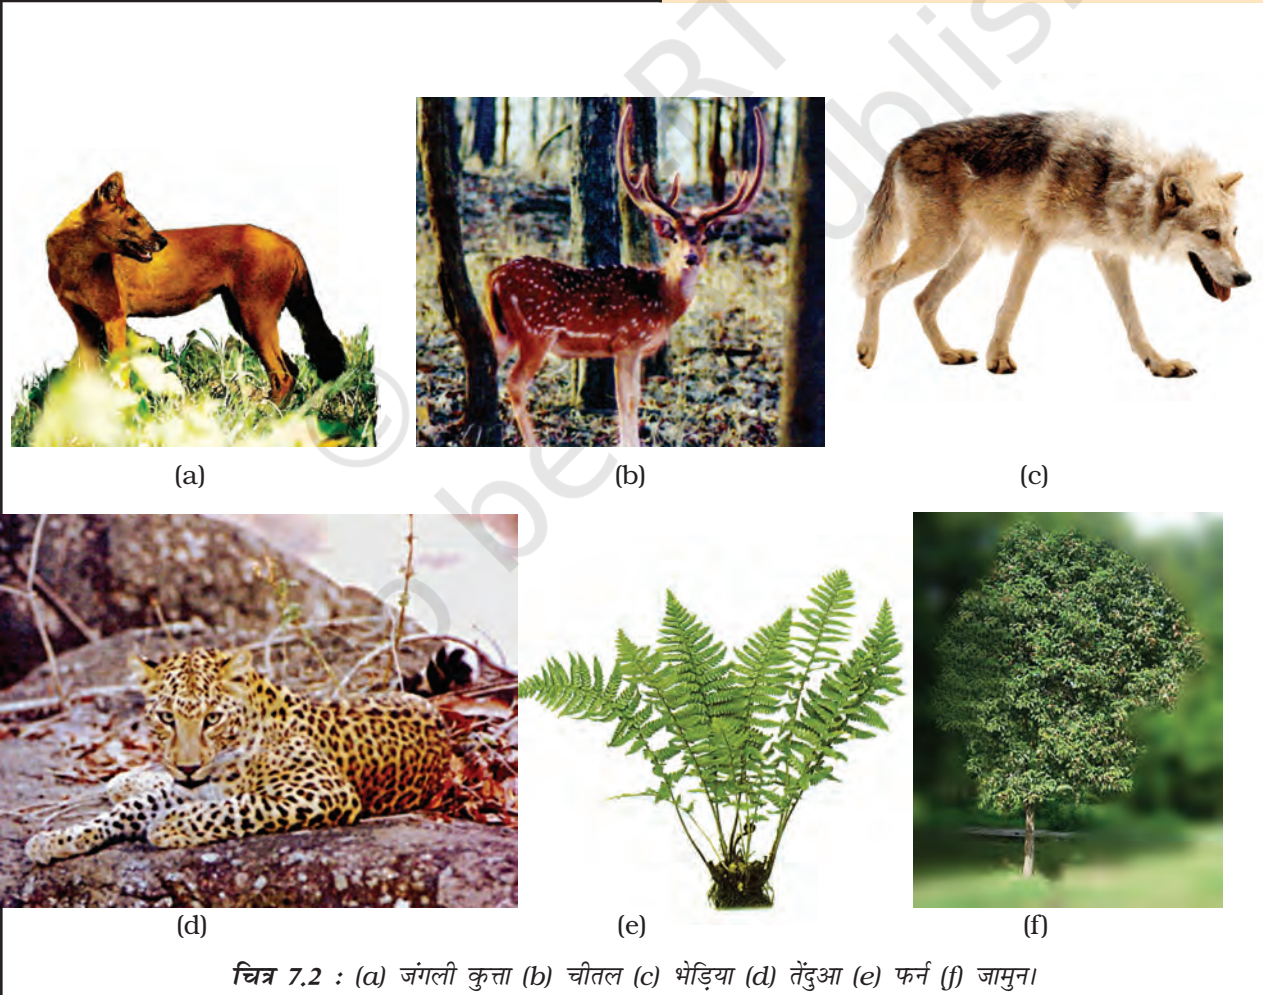 (a)
(b)
(c)
(d)
(e)
(f)
चित्र 7.2 : (a) जंगली कुत्ता (b) चीतल (c) भेड़िया (d) तेंदुआ (e) फर्न (f) जामुन।